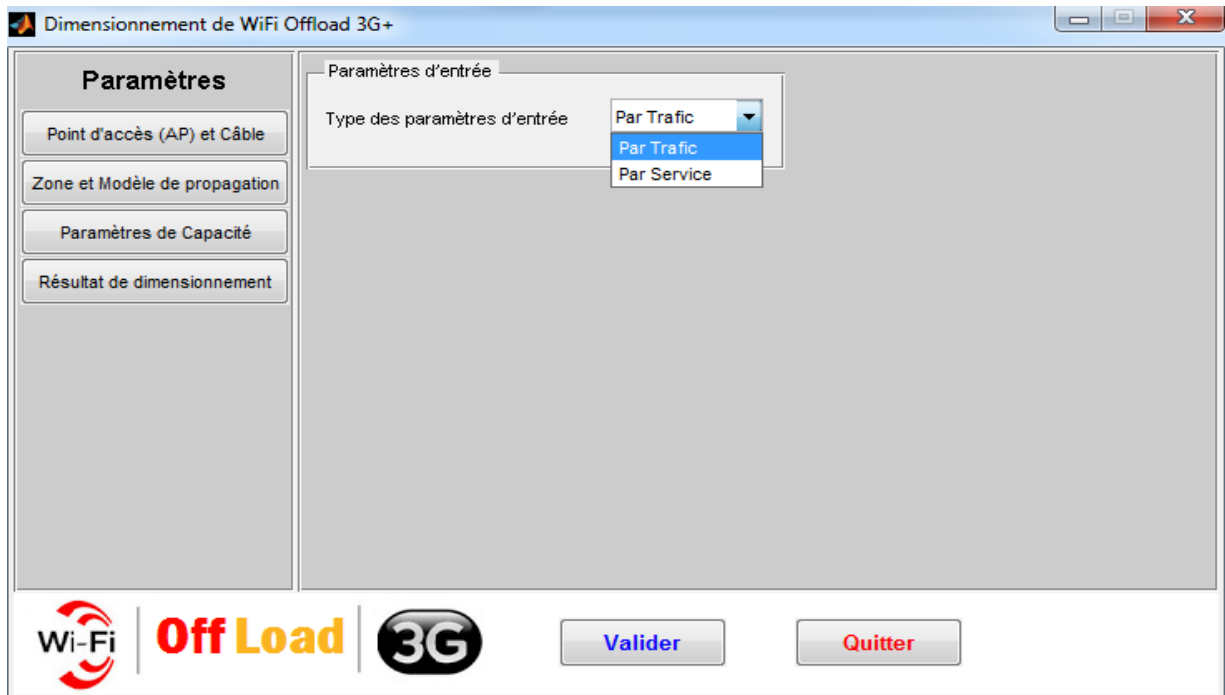 Dimensionnement de WiFi Offload 3G+
Paramètres
Point d'accès (AP) et Câble
Zone et Modèle de propagation
Paramètres de Capacité
Résultat de dimensionnement
Paramètres d'entrée
Type des paramètres d'entrée
Par Trafic
Par Trafic
Par Service
Wi-Fi
Off Load
3G
Valider
Quitter